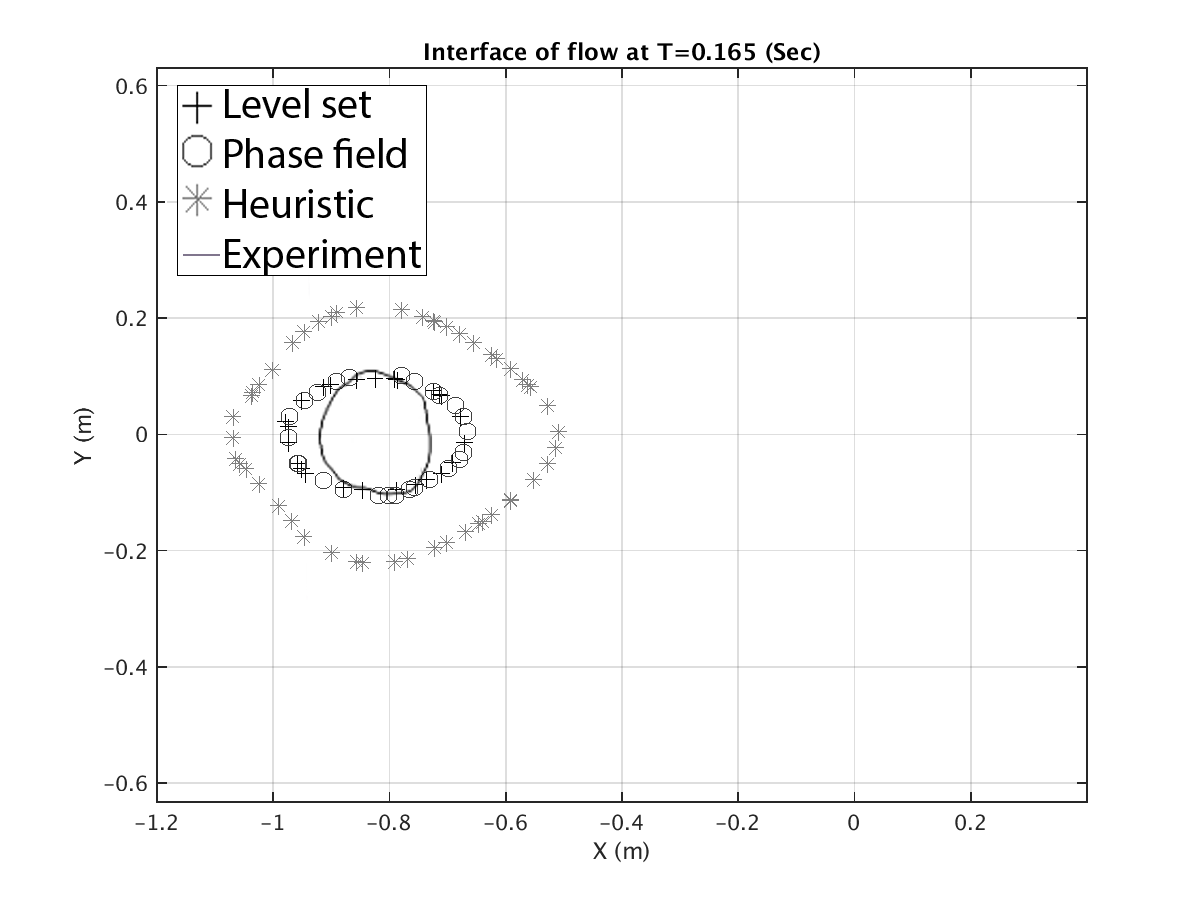 Interface of flow at T=0.165 (Sec)
Level set
Phase field
Heuristic
Experiment
0.6
0.4
0.2
0
−0.2
−0.4
−0.6
Y (m)
−1.2 −1 −0.8 −0.6 −0.4 −0.2 0 0.2
X (m)